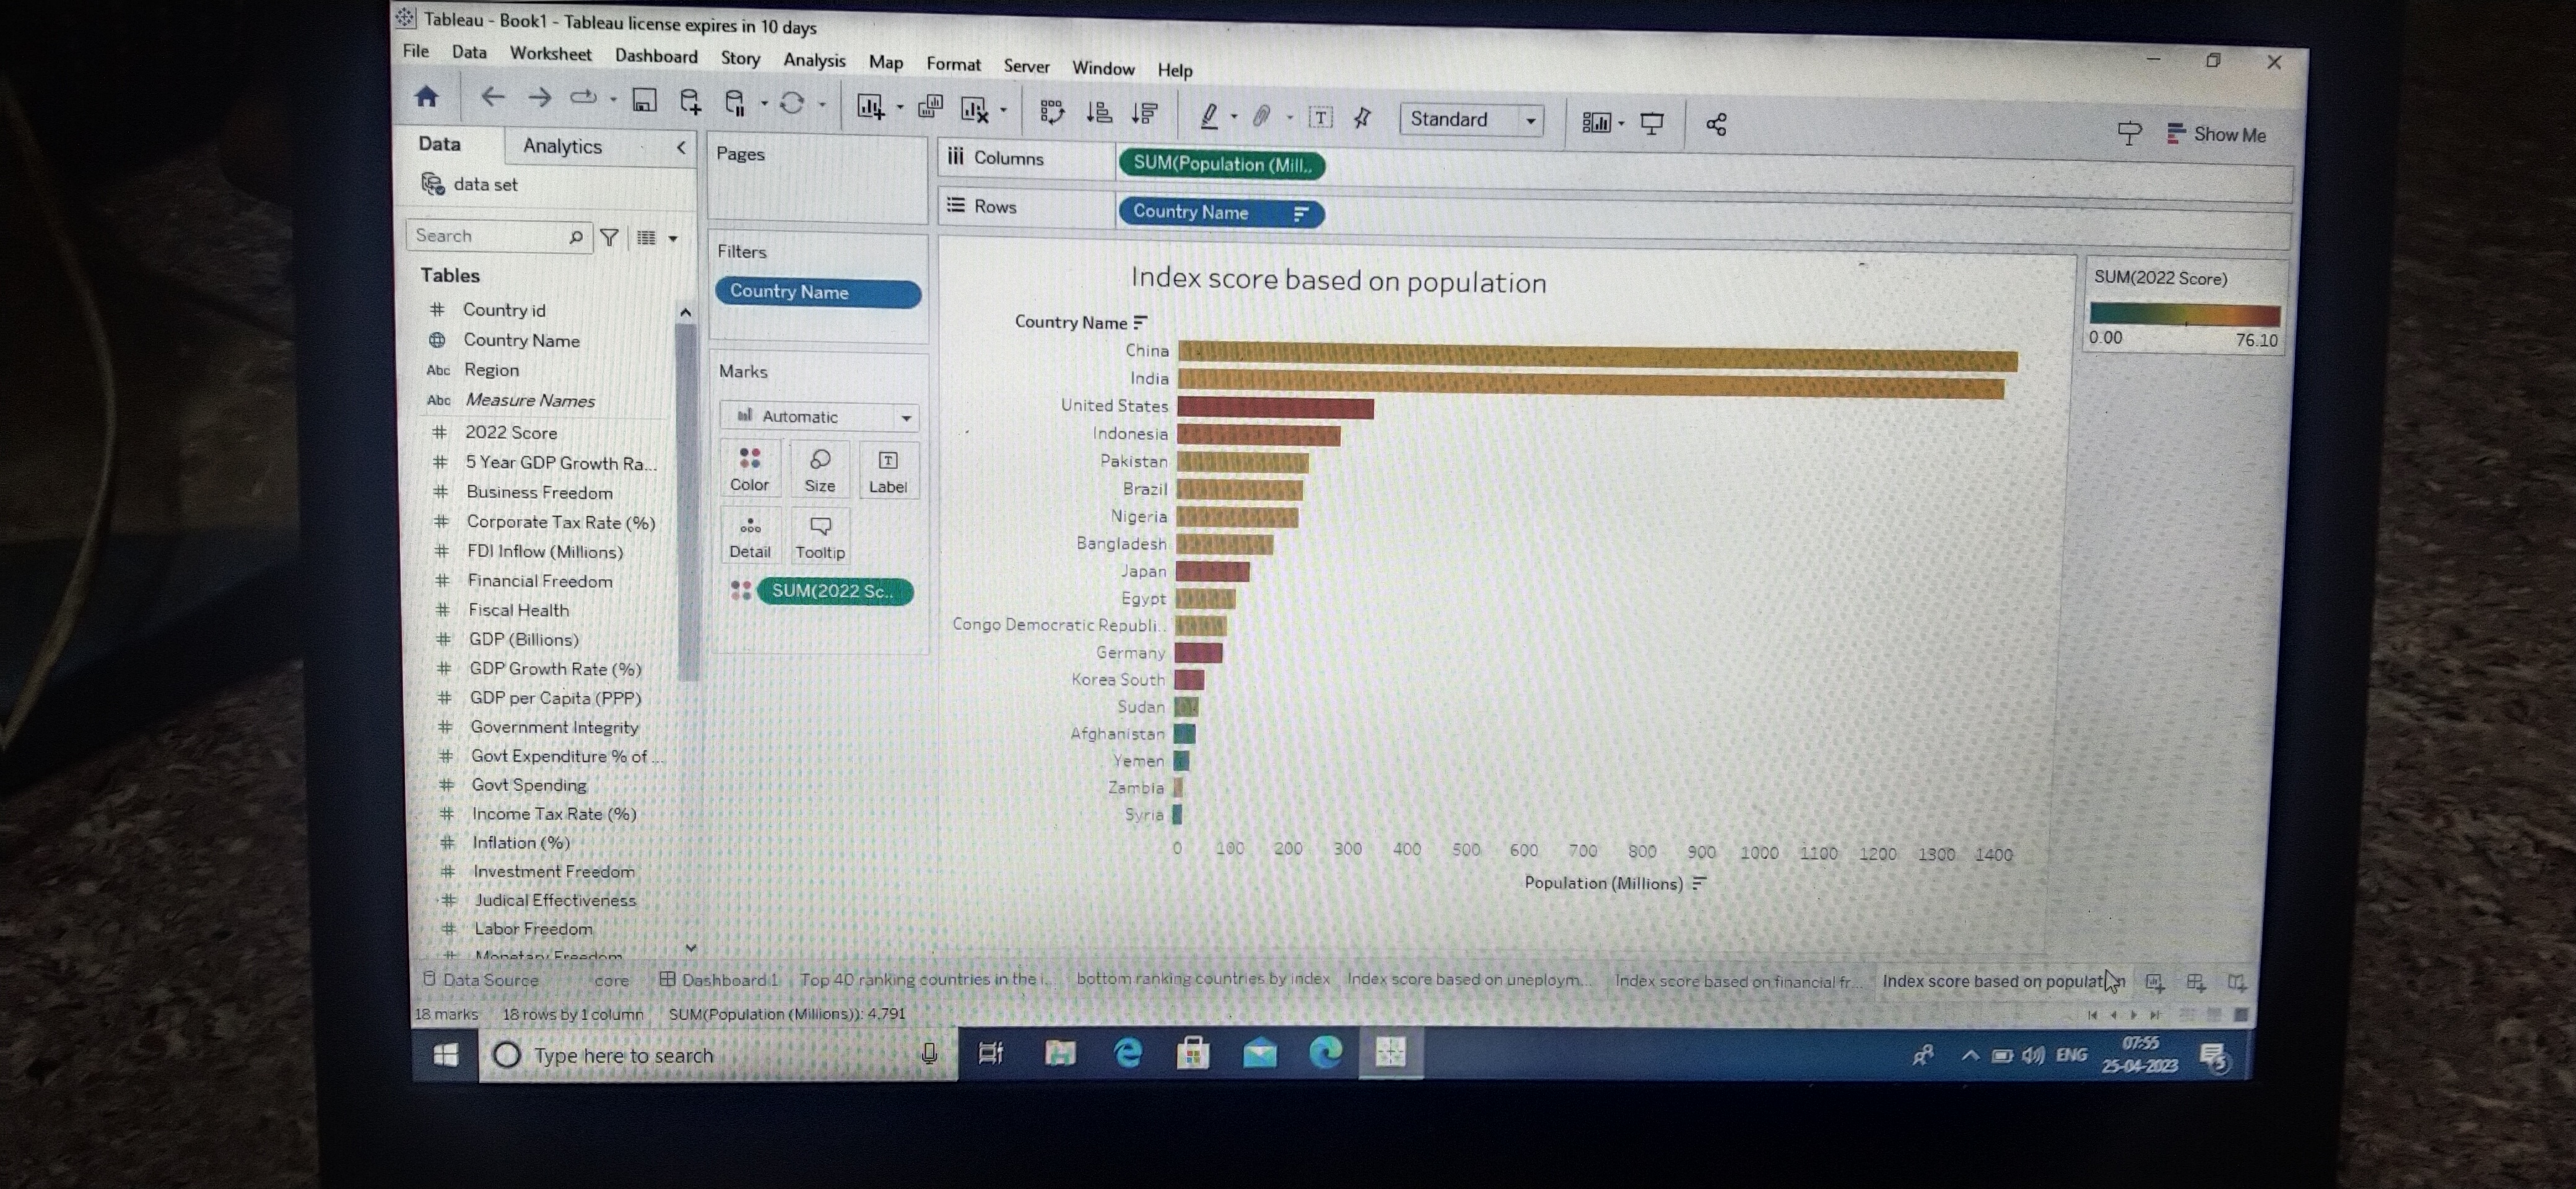 Tableau - Book1 - Tableau license expires in 10 days
File Data Worksheet Dashboard Story Analysis Map Format Server Window Help
Standard
Show Me
Data Analytics
data set
Search
Tables
Country id
Country Name
Abc Region
Abc Measure Names
2022 Score
5 Year GDP Growth Ra...
Business Freedom
Corporate Tax Rate (%)
FDI Inflow (Millions)
Financial Freedom
Fiscal Health
GDP (Billions)
GDP Growth Rate (%)
GDP per Capita (PPP)
Government Integrity
Govt Expenditure % of ...
Govt Spending
Income Tax Rate (%)
Inflation (%)
Investment Freedom
Judical Effectiveness
Labor Freedom
Monetary Freedom
Pages
Filters
Country Name
Marks
Automatic
Color Size Label
Detail Tooltip
SUM(2022 Sc..
Columns SUM(Population (Mill..
Rows Country Name
Index score based on population
Country Name
China
India
United States
Indonesia
Pakistan
Brazil
Nigeria
Bangladesh
Japan
Egypt
Congo Democratic Republi..
Germany
Korea South
Sudan
Afghanistan
Yemen
Zambia
Syria
0 100 200 300 400 500 600 700 800 900 1000 1100 1200 1300 1400
Population (Millions)
SUM(2022 Score)
0.00 76.10
Data Source core Dashboard 1 Top 40 ranking countries in the i... bottom ranking countries by index Index score based on uneploym... Index score based on financial fr... Index score based on population
18 marks 18 rows by 1 column SUM(Population (Millions)): 4,791
Type here to search
ENG
07:55
25-04-2023
5